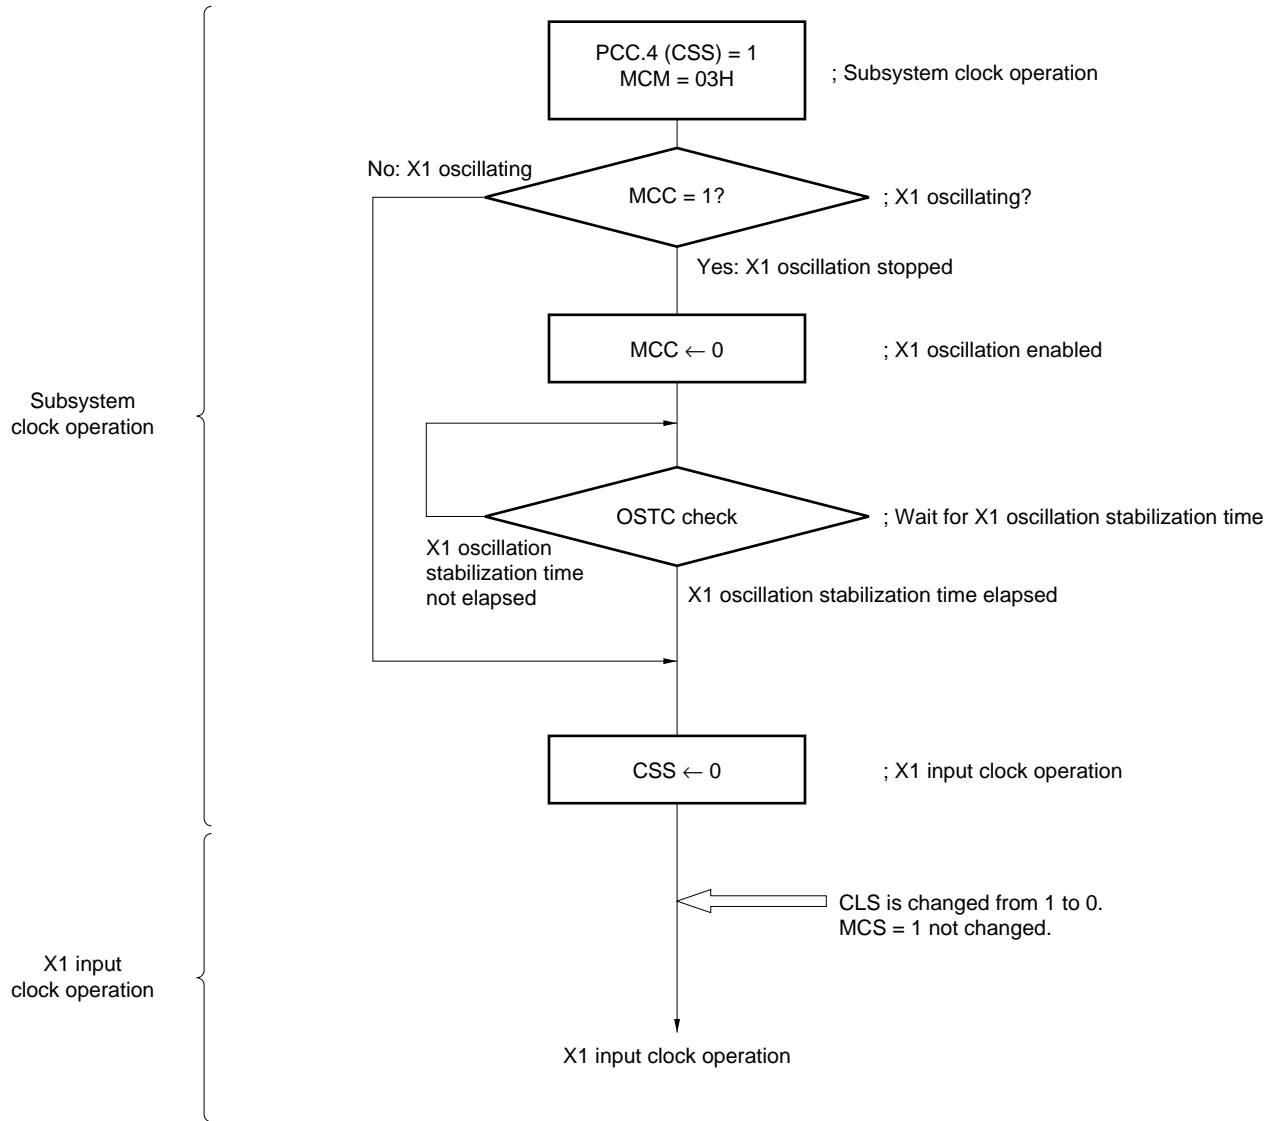 PCC.4 (CSS) = 1
MCM = 03H
; Subsystem clock operation
No: X1 oscillating
MCC = 1?
; X1 oscillating?
Yes: X1 oscillation stopped
MCC ← 0
; X1 oscillation enabled
Subsystem
clock operation
OSTC check
; Wait for X1 oscillation stabilization time
X1 oscillation
stabilization time
not elapsed
X1 oscillation stabilization time elapsed
CSS ← 0
; X1 input clock operation
CLS is changed from 1 to 0.
MCS = 1 not changed.
X1 input
clock operation
X1 input clock operation